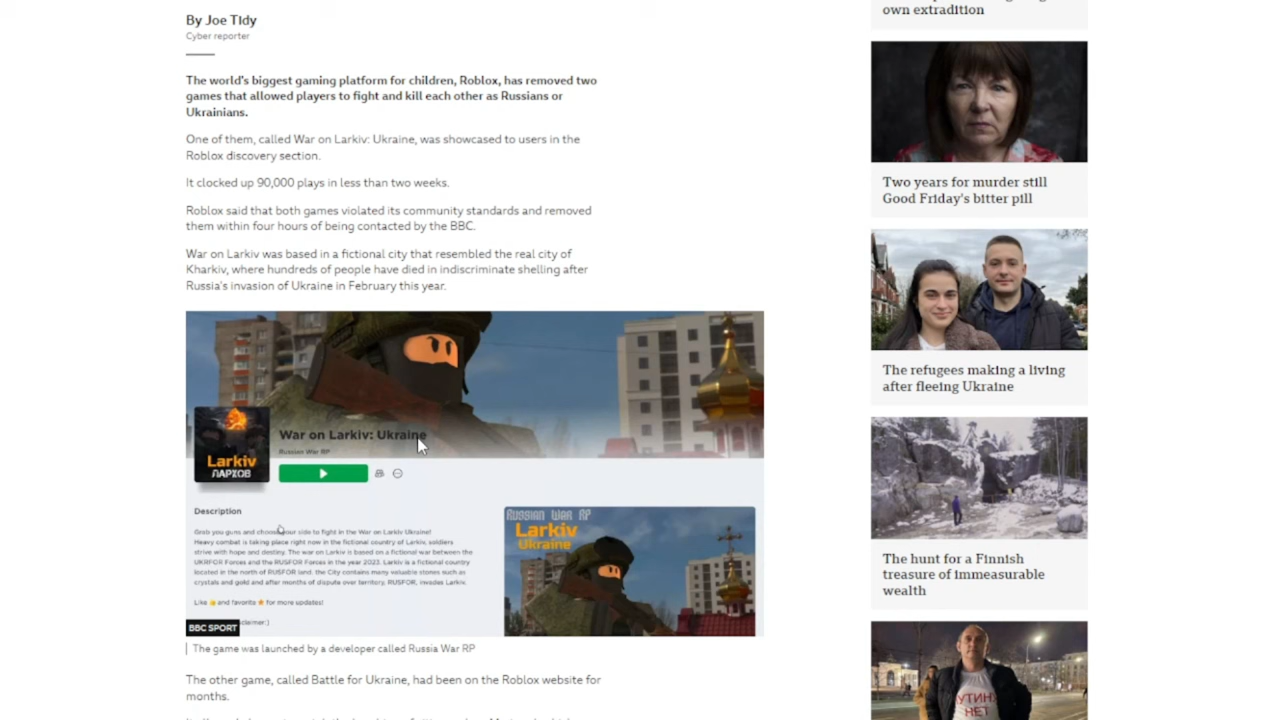 By Joe Tidy
Cyber reporter
The world's biggest gaming platform for children, Roblox, has removed two
games that allowed players to fight and kill each other as Russians or
Ukrainians.
One of them, called War on Larkiv: Ukraine, was showcased to users in the
Roblox discovery section.
It clocked up 90,000 plays in less than two weeks.
Roblox said that both games violated its community standards and removed
them within four hours of being contacted by the BBC.
War on Larkiv was based in a fictional city that resembled the real city of
Kharkiv, where hundreds of people have died in indiscriminate shelling after
Russia's invasion of Ukraine in February this year.
Larkiv
ЛАРХОВ
War on Larkiv: Ukraine
Russian War RP
Description
Grab you guns and choose your side to fight in the War on Larkiv Ukraine!
Heavy combat is taking place right now in the fictional country of Larkiv, soldiers
strive with hope and destiny. The war on Larkiv is based on a fictional war between the
UKRFOR Forces and the RUSFOR Forces in the year 2023. Larkiv is a fictional country
located in the north of RUSFOR land, the City contains many valuable stones such as
crystals and gold and after months of dispute over territory, RUSFOR, invades Larkiv.
Like 👍 and favorite ⭐ for more updates!
RUSSIAN WAR RP
Larkiv
Ukraine
BBC SPORT
The game was launched by a developer called Russia War RP
The other game, called Battle for Ukraine, had been on the Roblox website for
months.
own extradition
Two years for murder still
Good Friday's bitter pill
The refugees making a living
after fleeing Ukraine
The hunt for a Finnish
treasure of immeasurable
wealth
ПУТИН
НЕТ